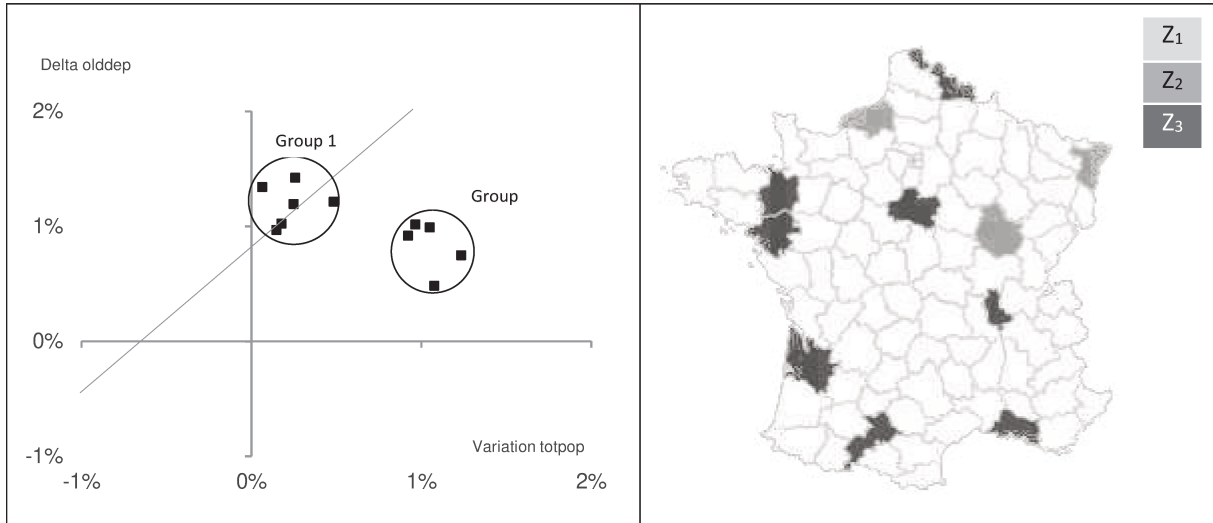 Delta olddep
2%
Group 1
Group
1%
0%
Variation totpop
-1%
-1%
0%
1%
2%
Z1
Z2
Z3